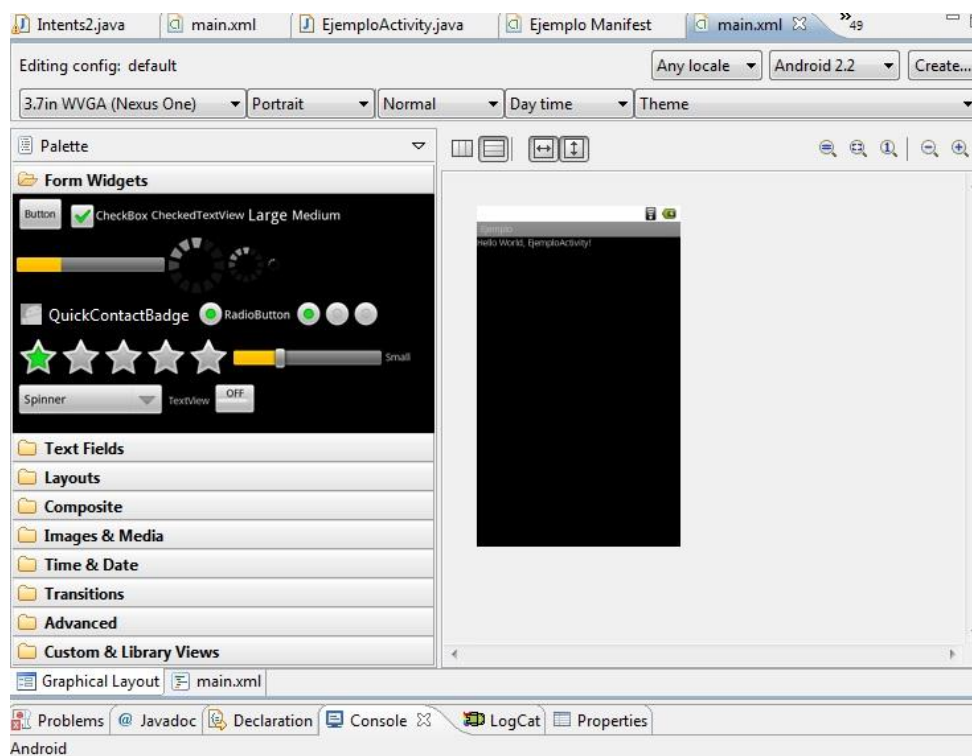 Intents2.java main.xml EjemploActivity.java Ejemplo Manifest main.xml »49
Editing config: default Any locale Android 2.2 Create...
3.7in WVGA (Nexus One) Portrait Normal Day time Theme
Palette
Form Widgets
Button CheckBox CheckedTextView Large Medium
QuickContactBadge RadioButton
Small
Spinner TextView OFF
Text Fields
Layouts
Composite
Images & Media
Time & Date
Transitions
Advanced
Custom & Library Views
Ejemplo
Hello World, EjemploActivity!
Graphical Layout main.xml
Problems @ Javadoc Declaration Console LogCat Properties
Android